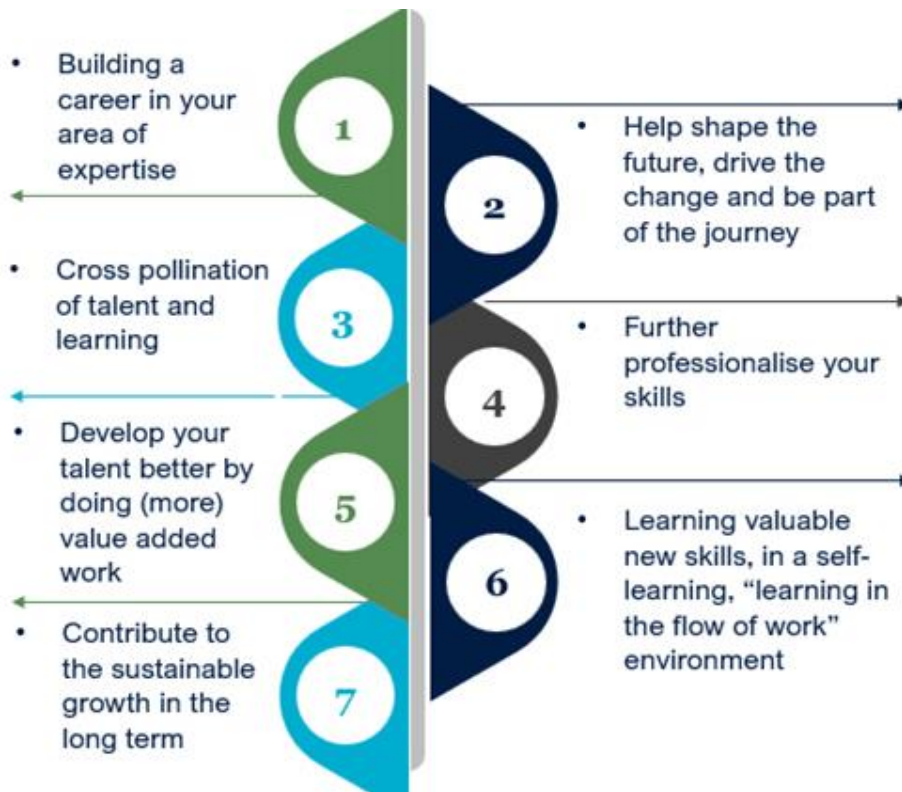 1
• Building a
career in your
area of
expertise
2
• Help shape the
future, drive the
change and be part
of the journey
3
• Cross pollination
of talent and
learning
4
• Further
professionalise your
skills
5
• Develop your
talent better by
doing (more)
value added
work
6
• Learning valuable
new skills, in a self-
learning, “learning in
the flow of work”
environment
7
• Contribute to
the sustainable
growth in the
long term